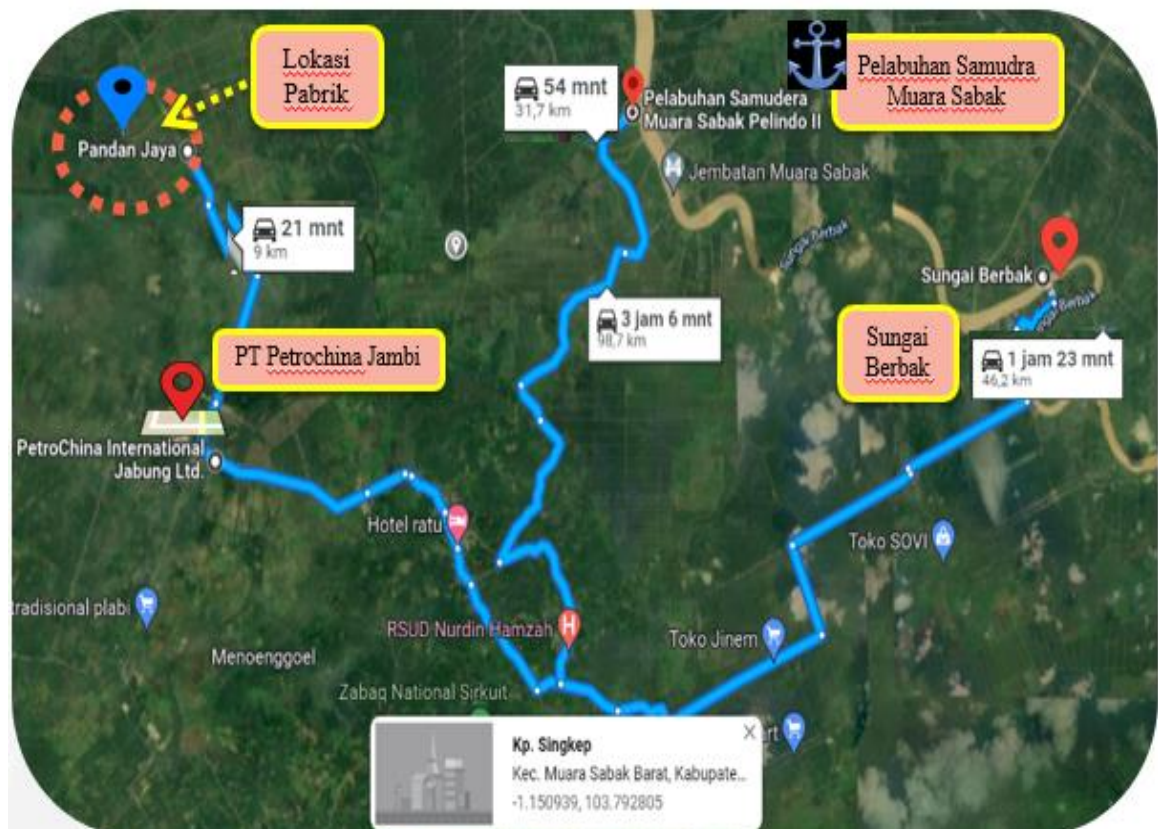 Lokasi
Pabrik
Pandan Jaya
21 mnt
9 km
54 mnt
31,7 km
Pelabuhan Samudera
Muara Sabak Pelindo II
Pelabuhan Samudra
Muara Sabak
Jembatan Muara Sabak
Sungai Berbak
Sungai Berbak
3 jam 6 mnt
98,7 km
Sungai
Berbak
1 jam 23 mnt
46,2 km
PT Petrochina Jambi
PetroChina International
Jabung Ltd.
Hotel ratu
Toko SOVI
tradisional plabi
RSUD Nurdin Hamzah
Toko Jinem
Menoenggoel
Zabaq National Sirkuit
Kp. Singkep
Kec. Muara Sabak Barat, Kabupate...
-1.150939, 103.792805